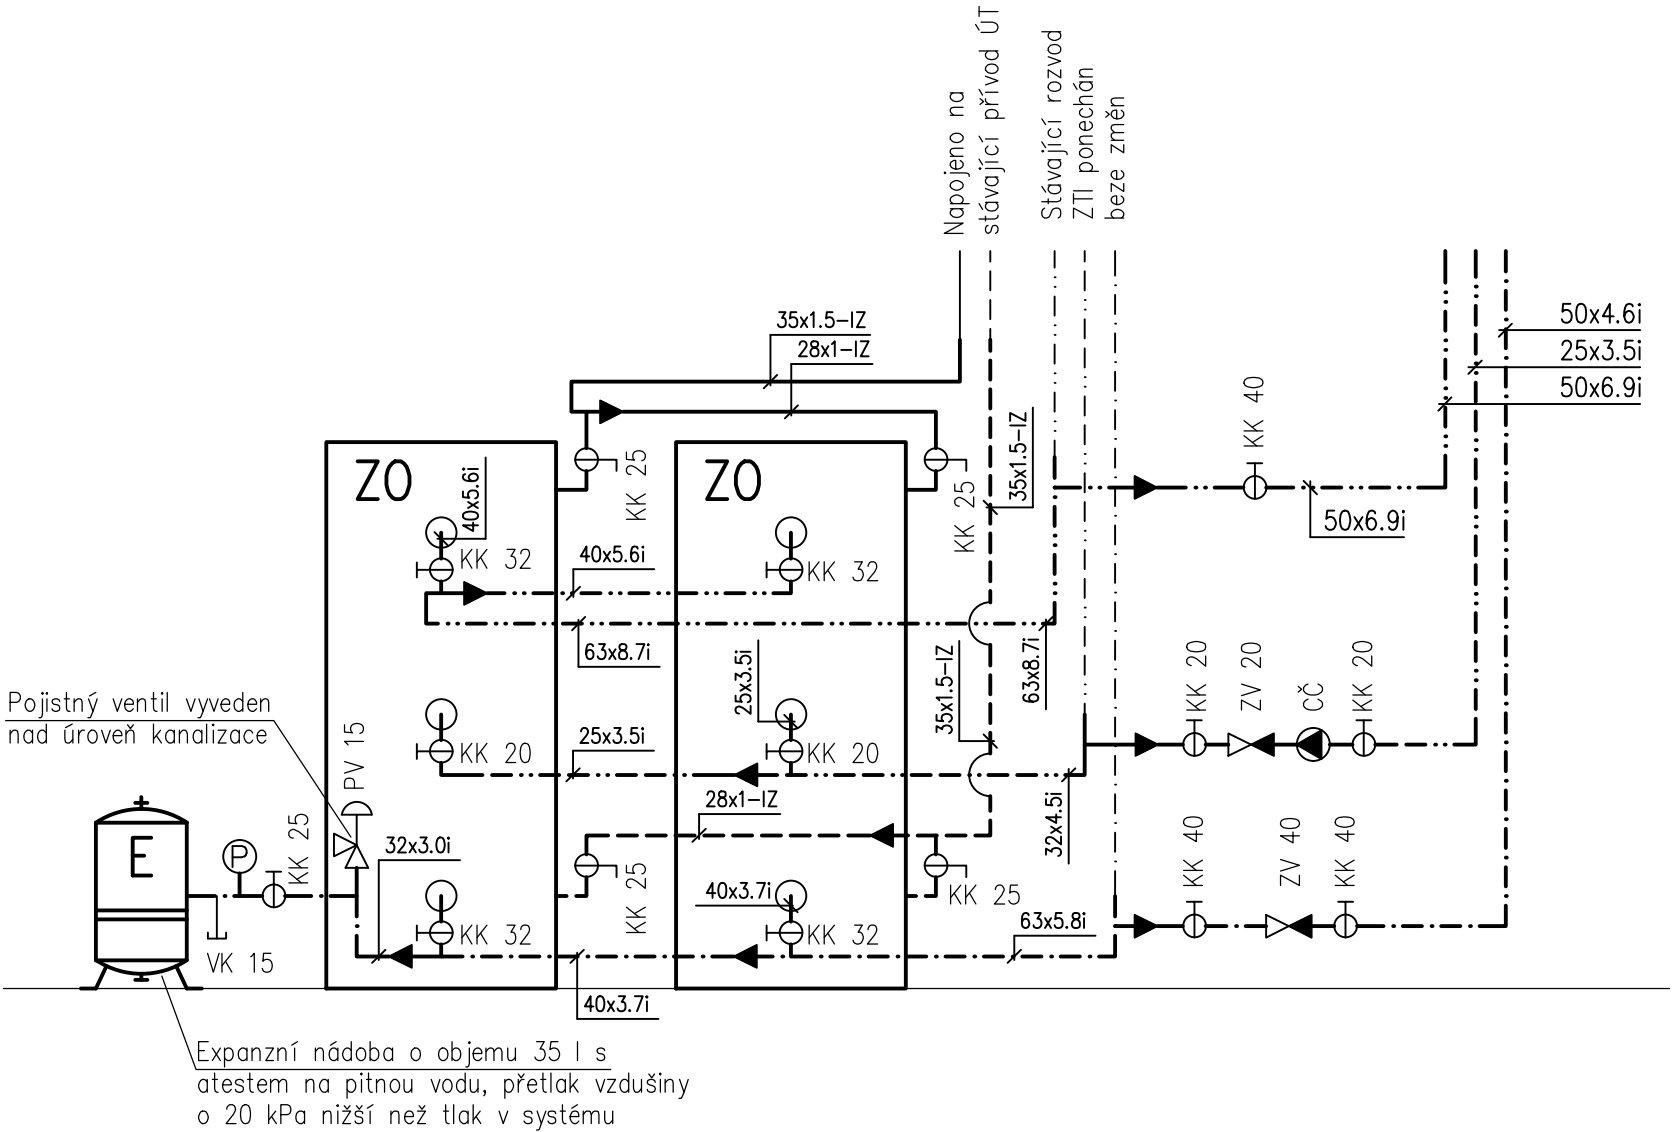 Napojeno na
stávající přívod ÚT
Stávající rozvod
ZTI ponechán
beze změn
50x4.6i
25x3.5i
50x6.9i
35x1.5-IZ
28x1-IZ
KK 40
35x1.5-IZ
ZO
40x5.6i
KK 25
ZO
KK 25
50x6.9i
KK 32
40x5.6i
KK 32
63x8.7i
25x3.5i
35x1.5-IZ
63x8.7i
KK 20
ZV 20
CČ
KK 20
Pojistný ventil vyveden
nad úroveň kanalizace
PV 15
KK 20
25x3.5i
KK 20
28x1-IZ
32x4.5i
KK 40
ZV 40
KK 40
E
P
KK 25
32x3.0i
KK 25
40x3.7i
KK 25
63x5.8i
VK 15
KK 32
KK 32
40x3.7i
Expanzní nádoba o objemu 35 l s
atestem na pitnou vodu, přetlak vzdušiny
o 20 kPa nižší než tlak v systému